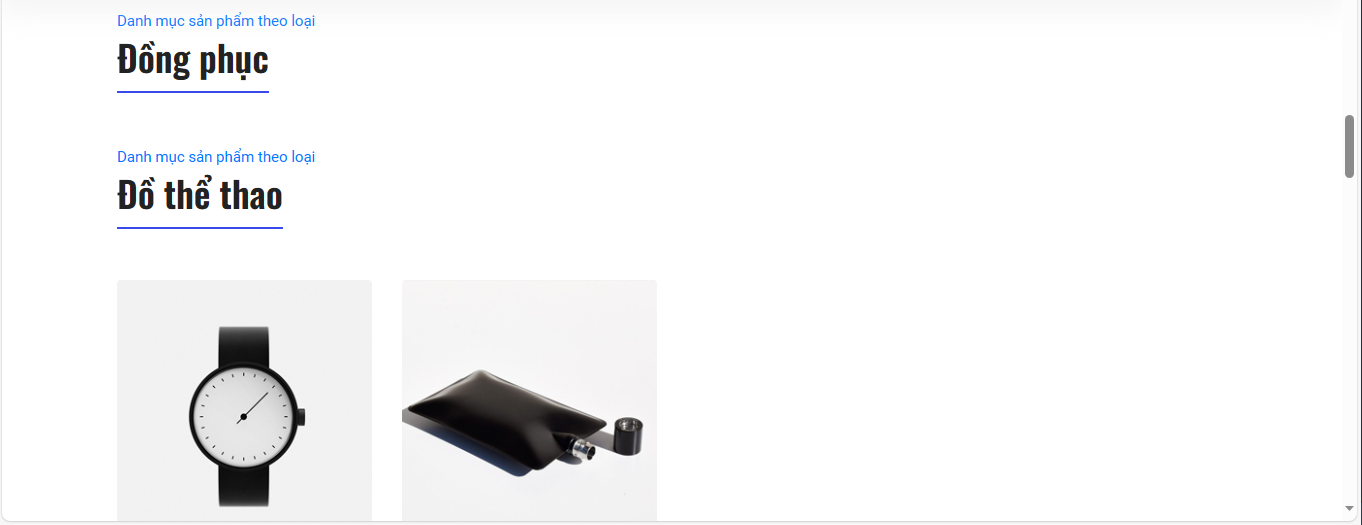 Danh mục sản phẩm theo loại
Đồng phục
Danh mục sản phẩm theo loại
Đồ thể thao